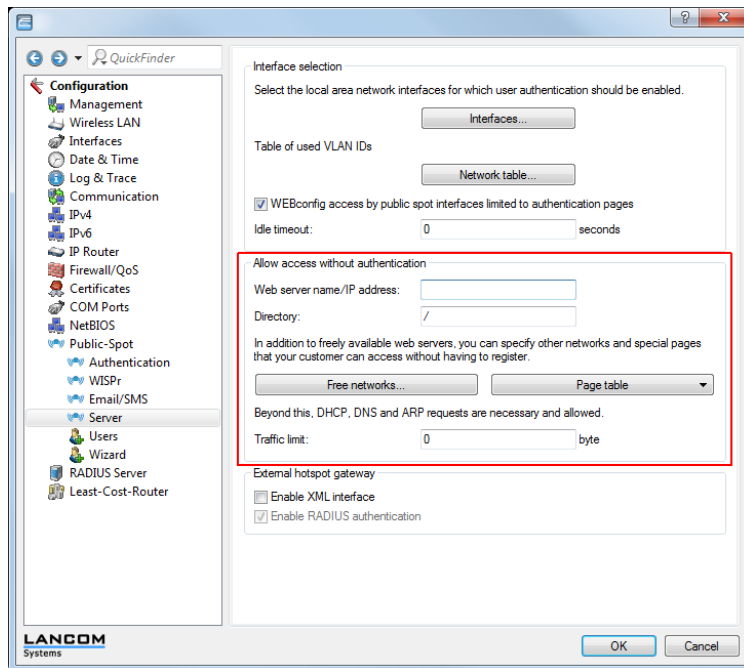 ?
X
QuickFinder
Configuration
Management
Wireless LAN
Interfaces
Date & Time
Log & Trace
Communication
IPv4
IPv6
IP Router
Firewall/QoS
Certificates
COM Ports
NetBIOS
Public-Spot
Authentication
WISPr
Email/SMS
Server
Users
Wizard
RADIUS Server
Least-Cost-Router
Interface selection
Select the local area network interfaces for which user authentication should be enabled.
Interfaces...
Table of used VLAN IDs
Network table...
WEBconfig access by public spot interfaces limited to authentication pages
Idle timeout: 0 seconds
Allow access without authentication
Web server name/IP address:
Directory: /
In addition to freely available web servers, you can specify other networks and special pages
that your customer can access without having to register.
Free networks... Page table
Beyond this, DHCP, DNS and ARP requests are necessary and allowed.
Traffic limit: 0 byte
External hotspot gateway
Enable XML interface
Enable RADIUS authentication
LANCOM
Systems
OK Cancel